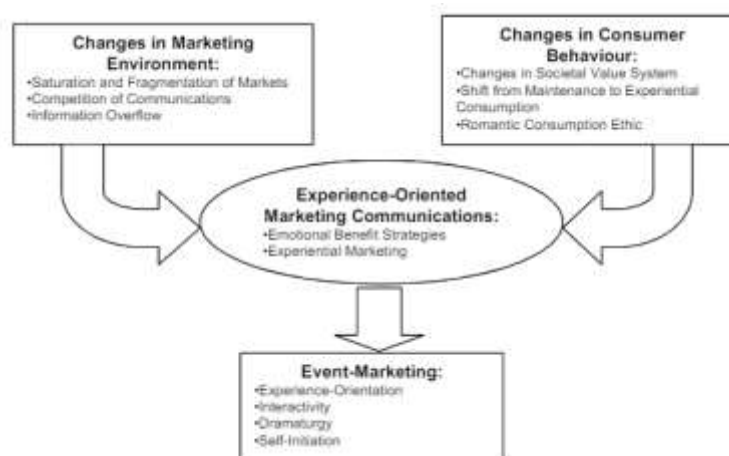 Changes in Marketing
Environment:
•Saturation and Fragmentation of Markets
•Competition of Communications
•Information Overflow
Changes in Consumer
Behaviour:
•Changes in Societal Value System
•Shift from Maintenance to Experiential
Consumption
•Romantic Consumption Ethic
Experience-Oriented
Marketing Communications:
•Emotional Benefit Strategies
•Experiential Marketing
Event-Marketing:
•Experience-Orientation
•Interactivity
•Dramaturgy
•Self-Initiation